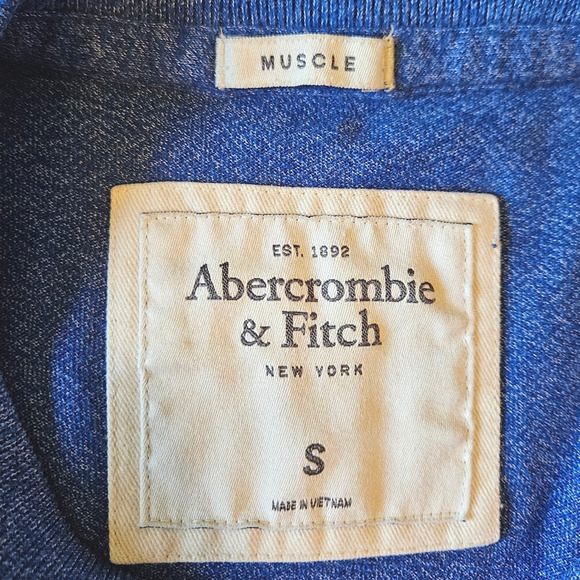 MUSCLE
EST. 1892
Abercrombie
& Fitch
NEW YORK
S
MADE IN VIETNAM